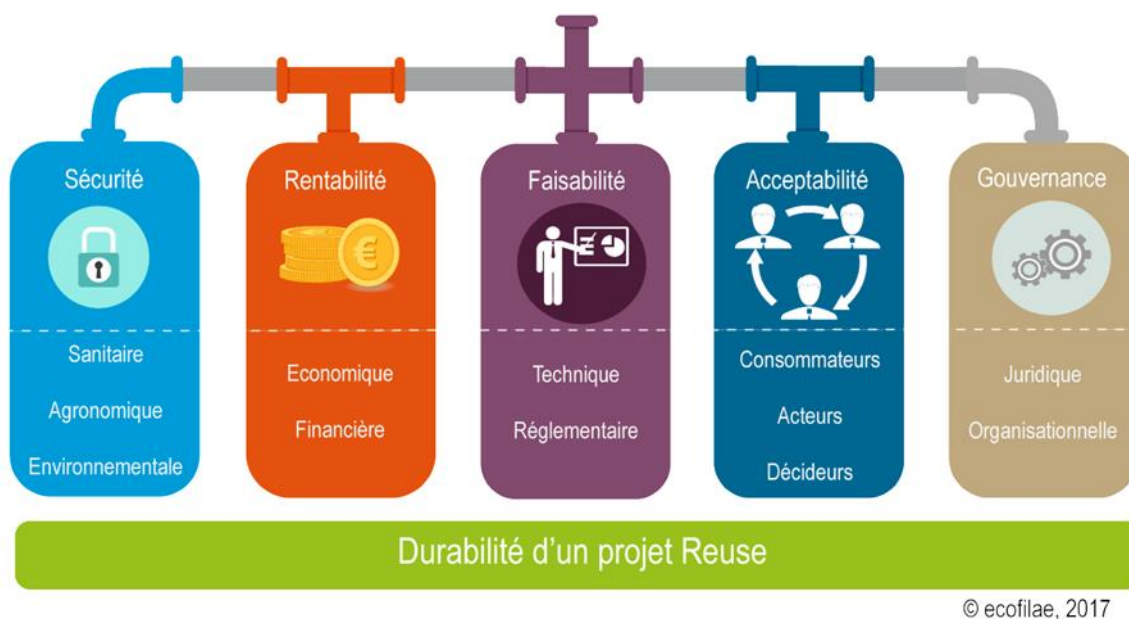 Sécurité
Sanitaire
Agronomique
Environnementale
Rentabilité
€
Economique
Financière
Faisabilité
Technique
Réglementaire
Acceptabilité
Consommateurs
Acteurs
Décideurs
Gouvernance
Juridique
Organisationnelle
Durabilité d'un projet Reuse
© ecofilae, 2017